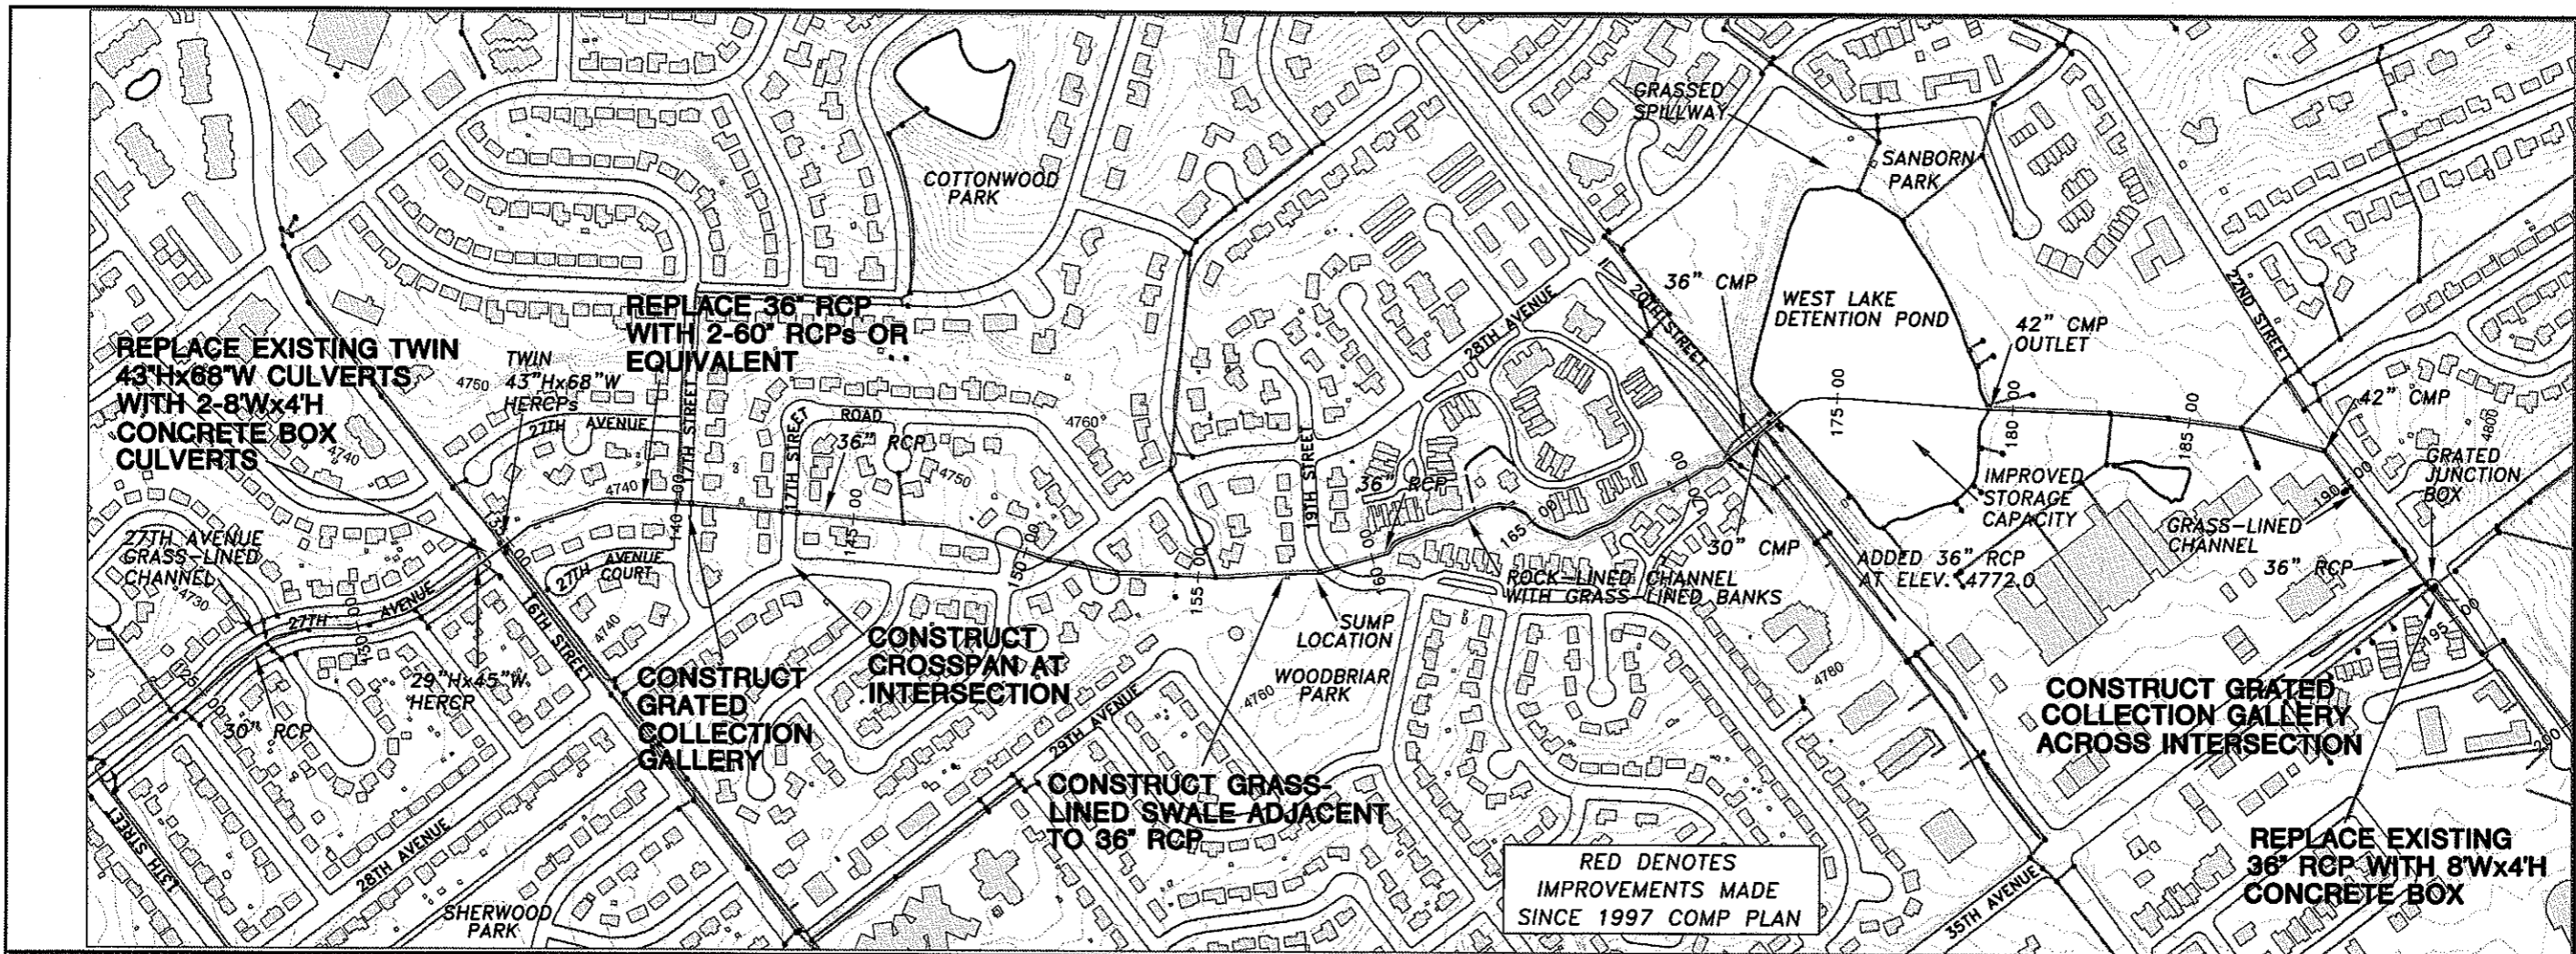 GRASSED
SPILLWAY
SANBORN
PARK
COTTONWOOD
PARK
REPLACE 36" RCP
WITH 2-60" RCPs OR
EQUIVALENT
REPLACE EXISTING TWIN
43"Hx68"W CULVERTS
WITH 2-8'Wx4'H
CONCRETE BOX
CULVERTS
TWIN
43"Hx68"W
HERCPs
4750
4740
27TH AVENUE
17TH STREET
17TH STREET
ROAD
36" RCP
4760
4750
4740
140+00
145+00
150+00
155+00
28TH AVENUE
20TH STREET
36" CMP
WEST LAKE
DETENTION POND
42" CMP
OUTLET
22ND STREET
42" CMP
4800
175+00
180+00
185+00
190+00
GRATED
JUNCTION
BOX
19TH STREET
36" RCP
165+00
160+00
30" CMP
IMPROVED
STORAGE
CAPACITY
GRASS-LINED
CHANNEL
36" RCP
195+00
200
ADDED 36" RCP
AT ELEV. 4772.0
ROCK-LINED CHANNEL
WITH GRASS-LINED BANKS
SUMP
LOCATION
WOODBRIAR
PARK
4760
4780
27TH AVENUE
GRASS-LINED
CHANNEL
4730
27TH AVENUE
130+00
125+00
30" RCP
29"Hx45"W
HERCP
16TH STREET
27TH AVENUE
COURT
4740
CONSTRUCT
GRATED
COLLECTION
GALLERY
CONSTRUCT
CROSSPAN AT
INTERSECTION
29TH AVENUE
CONSTRUCT GRASS-
LINED SWALE ADJACENT
TO 36" RCP
CONSTRUCT GRATED
COLLECTION GALLERY
ACROSS INTERSECTION
REPLACE EXISTING
36" RCP WITH 8'Wx4'H
CONCRETE BOX
13TH STREET
28TH AVENUE
SHERWOOD
PARK
35TH AVENUE
RED DENOTES
IMPROVEMENTS MADE
SINCE 1997 COMP PLAN